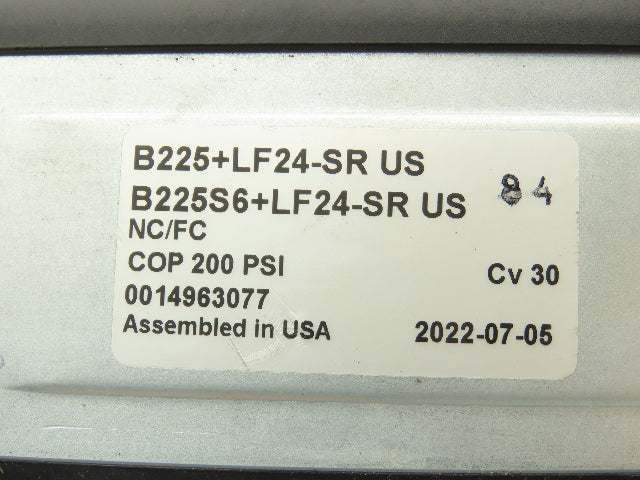 B225+LF24-SR US
B225S6+LF24-SR US
84
NC/FC
COP 200 PSI
Cv 30
0014963077
Assembled in USA
2022-07-05